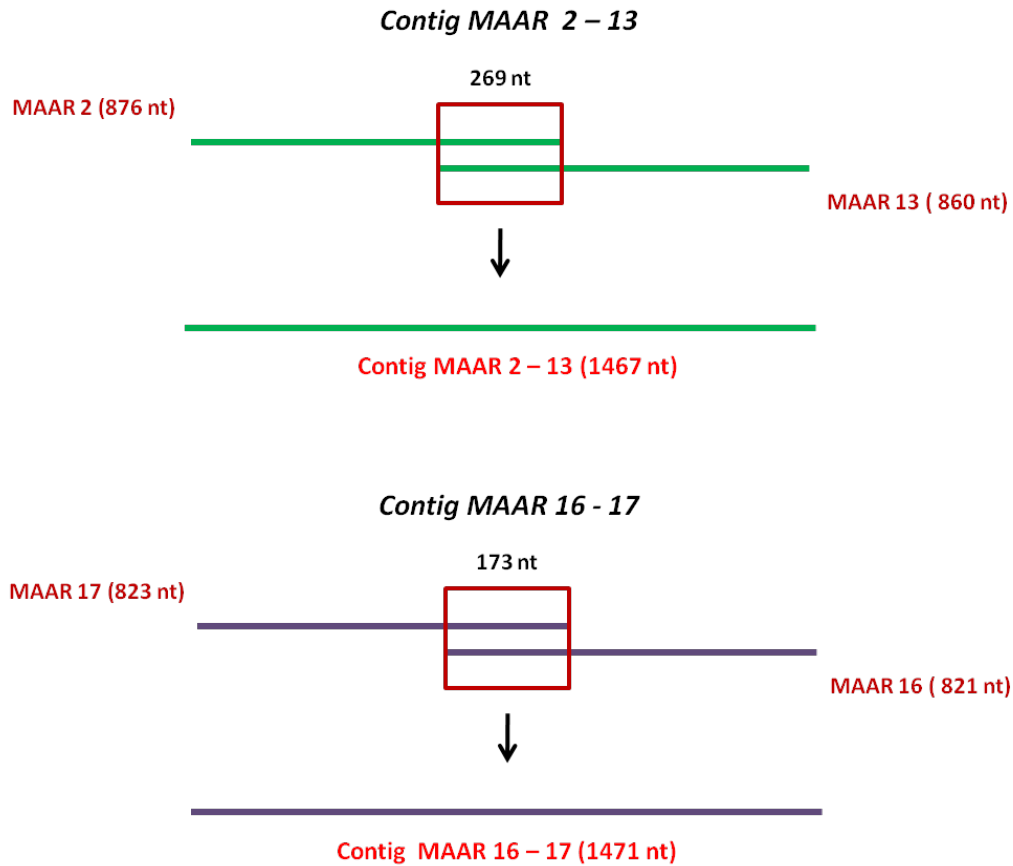 Contig MAAR 2 – 13
269 nt
MAAR 2 (876 nt)
MAAR 13 ( 860 nt)
Contig MAAR 2 – 13 (1467 nt)
Contig MAAR 16 - 17
173 nt
MAAR 17 (823 nt)
MAAR 16 ( 821 nt)
Contig MAAR 16 – 17 (1471 nt)